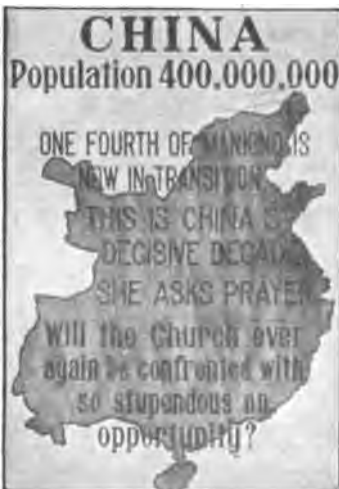 CHINA
Population 400,000,000
ONE FOURTH OF MANKIND IS
NOW IN TRANSITION
THIS IS CHINA'S
DECISIVE DECADE
SHE ASKS PRAYER
Will the Church ever
again be confronted with
so stupendous an
opportunity?